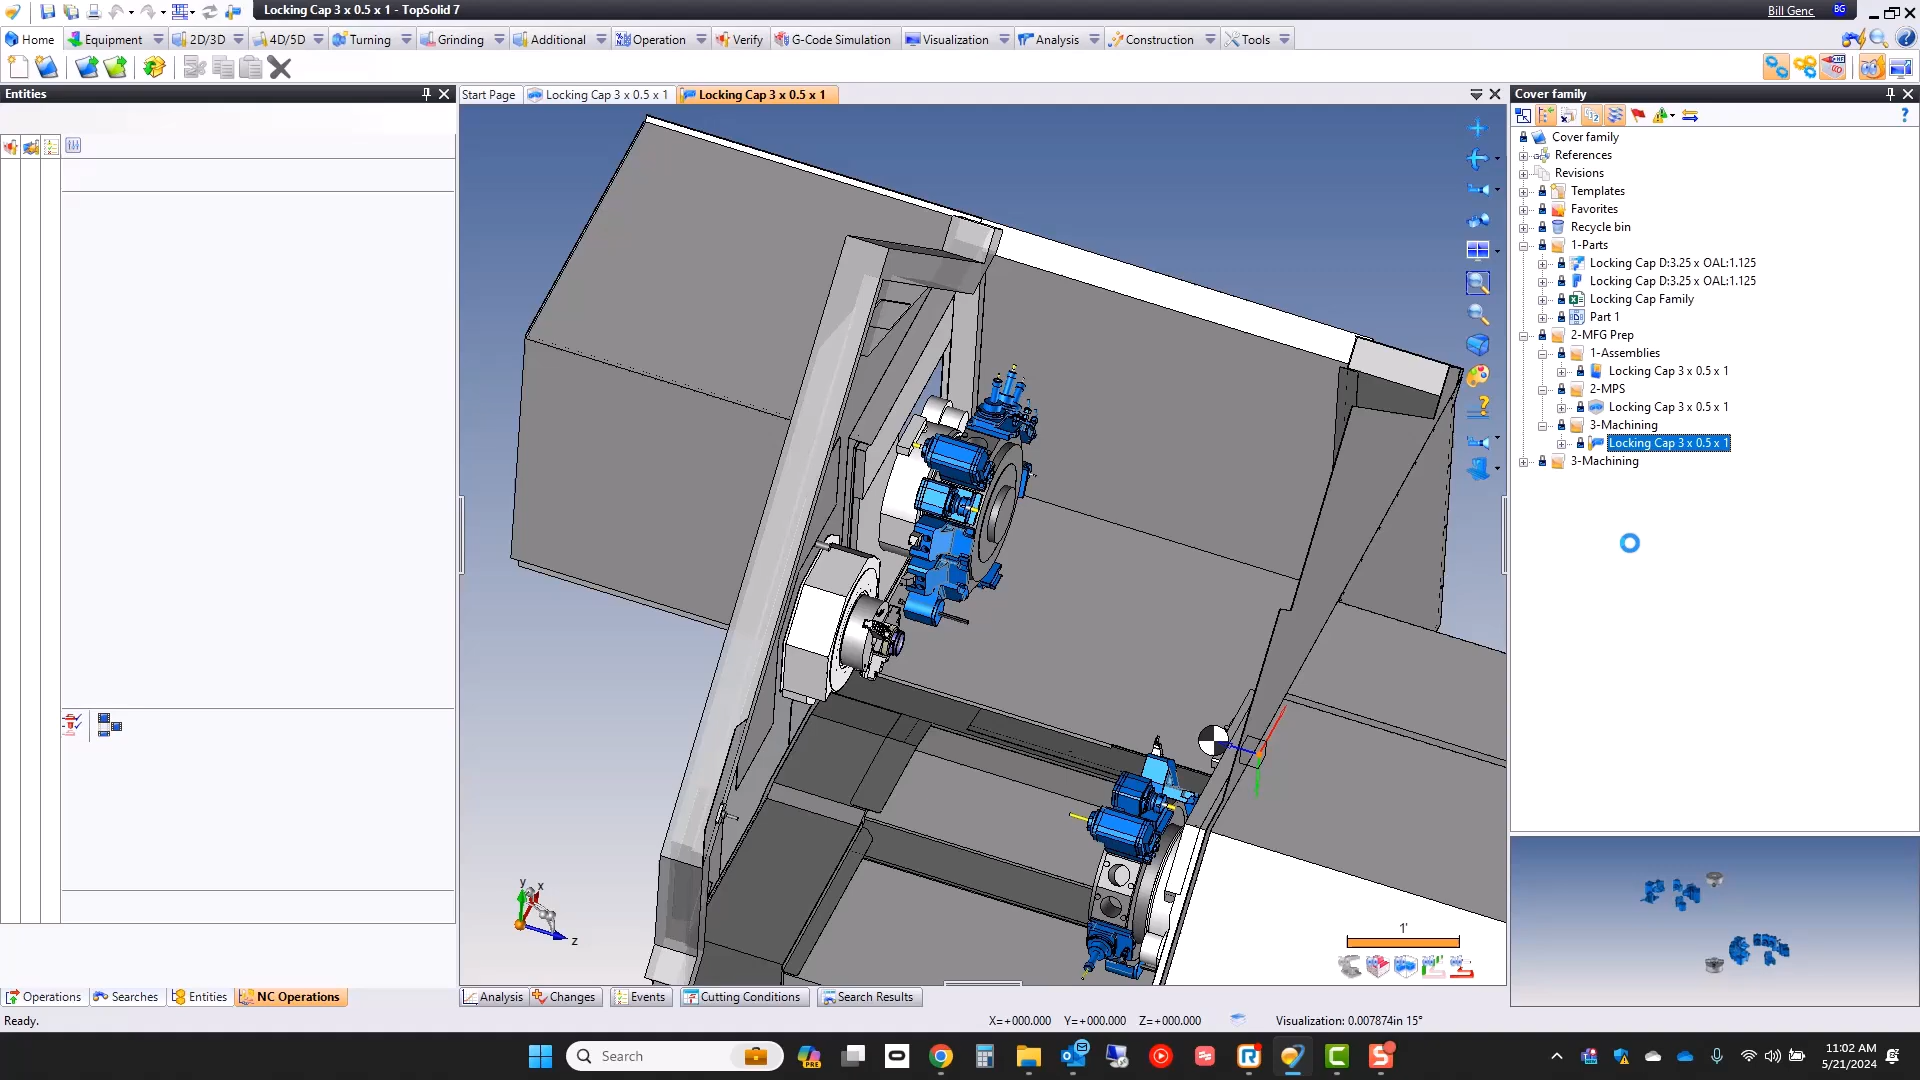 Locking Cap 3 x 0.5 x 1 - TopSolid 7
Bill Genc
BG
Home
Equipment
2D/3D
4D/5D
Turning
Grinding
Additional
Operation
Verify
G-Code Simulation
Visualization
Analysis
Construction
Tools
Entities
Start Page
Locking Cap 3 x 0.5 x 1
Locking Cap 3 x 0.5 x 1
Cover family
Cover family
References
Revisions
Templates
Favorites
Recycle bin
1-Parts
Locking Cap D:3.25 x OAL:1.125
Locking Cap D:3.25 x OAL:1.125
Locking Cap Family
Part 1
2-MFG Prep
1-Assemblies
Locking Cap 3 x 0.5 x 1
2-MPS
Locking Cap 3 x 0.5 x 1
3-Machining
Locking Cap 3 x 0.5 x 1
3-Machining
y
x
z
1'
Operations
Searches
Entities
NC Operations
Analysis
Changes
Events
Cutting Conditions
Search Results
Ready.
X=+000.000 Y=+000.000 Z=+000.000
Visualization: 0.007874in 15°
Search
PRE
11:02 AM
5/21/2024